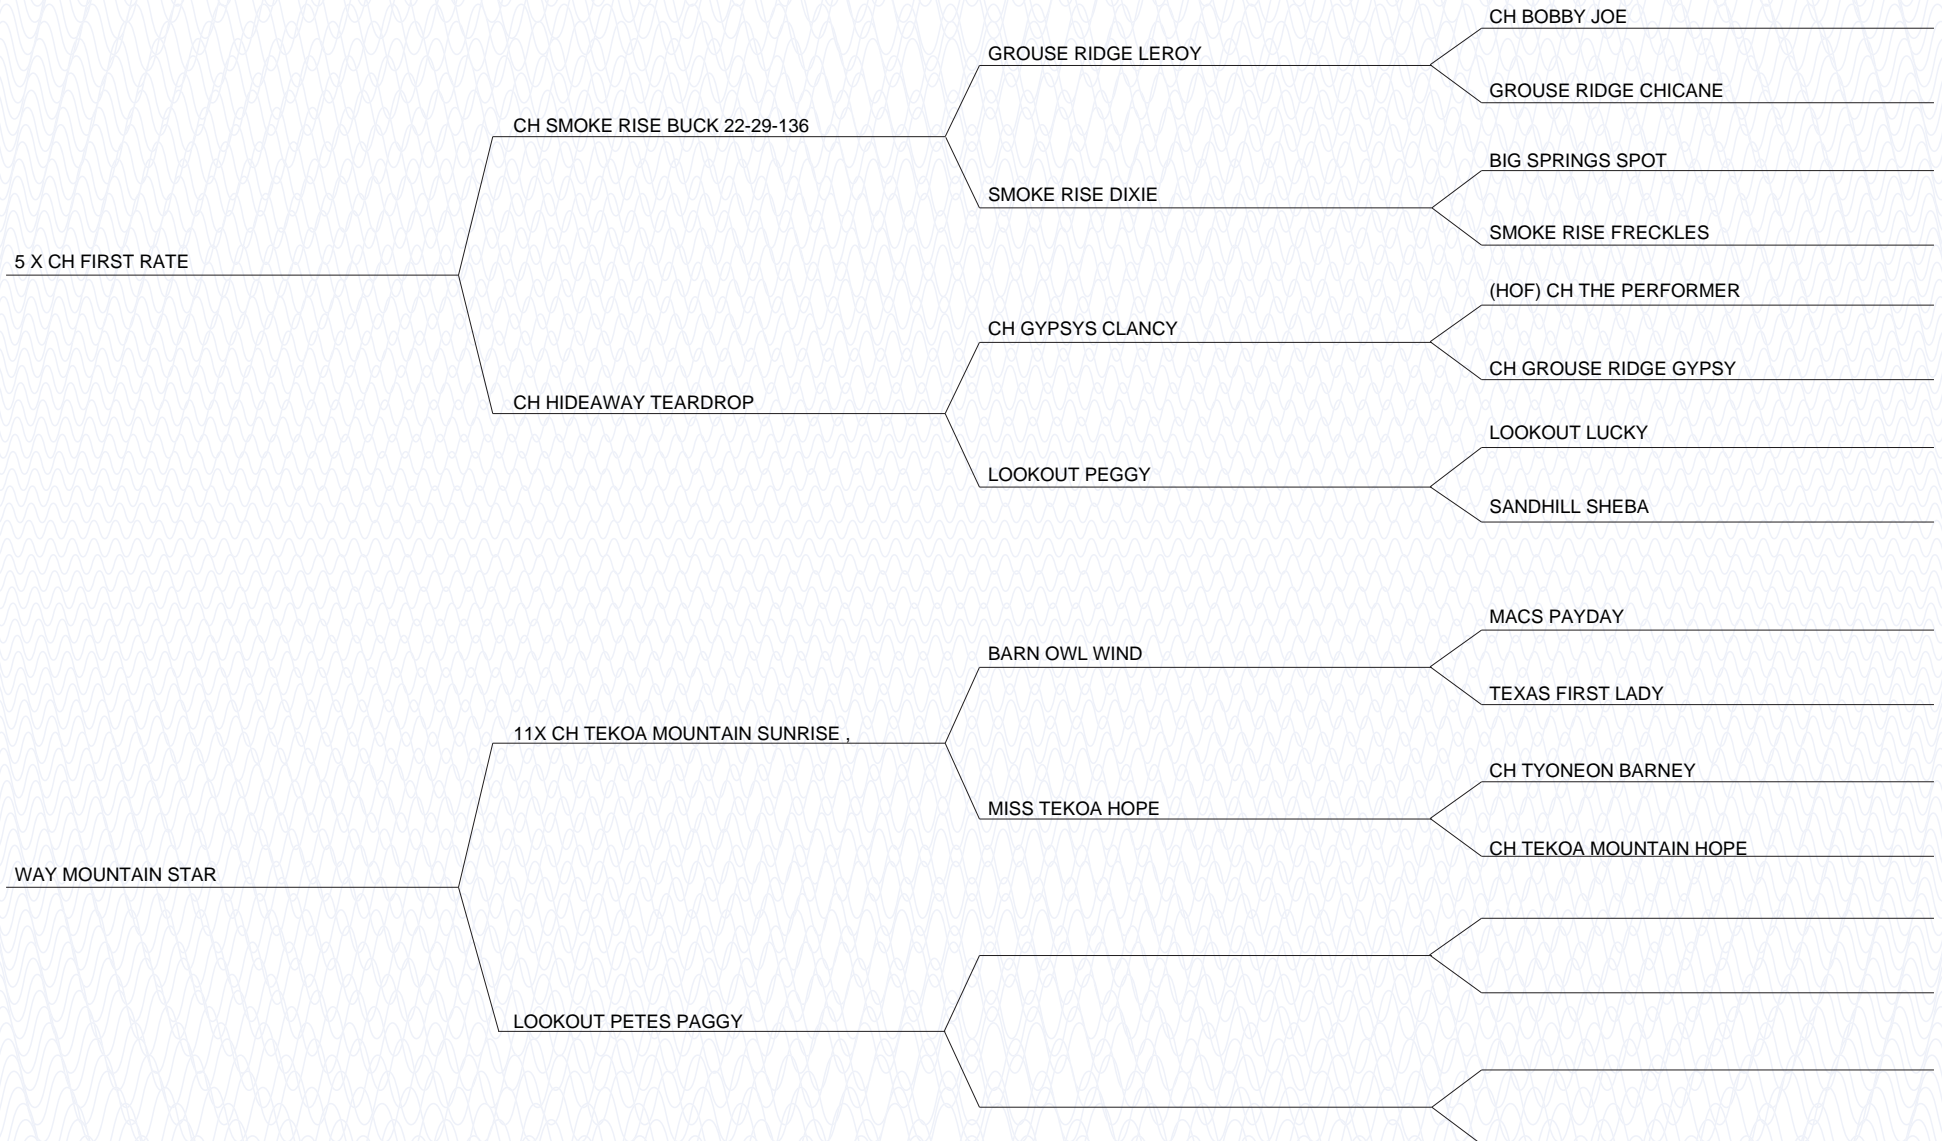 CH BOBBY JOE
GROUSE RIDGE LEROY
GROUSE RIDGE CHICANE
CH SMOKE RISE BUCK 22-29-136
BIG SPRINGS SPOT
SMOKE RISE DIXIE
SMOKE RISE FRECKLES
5 X CH FIRST RATE
(HOF) CH THE PERFORMER
CH GYPSYS CLANCY
CH GROUSE RIDGE GYPSY
CH HIDEAWAY TEARDROP
LOOKOUT LUCKY
LOOKOUT PEGGY
SANDHILL SHEBA
MACS PAYDAY
BARN OWL WIND
TEXAS FIRST LADY
11X CH TEKOA MOUNTAIN SUNRISE ,
CH TYONEON BARNEY
MISS TEKOA HOPE
CH TEKOA MOUNTAIN HOPE
WAY MOUNTAIN STAR
LOOKOUT PETES PAGGY